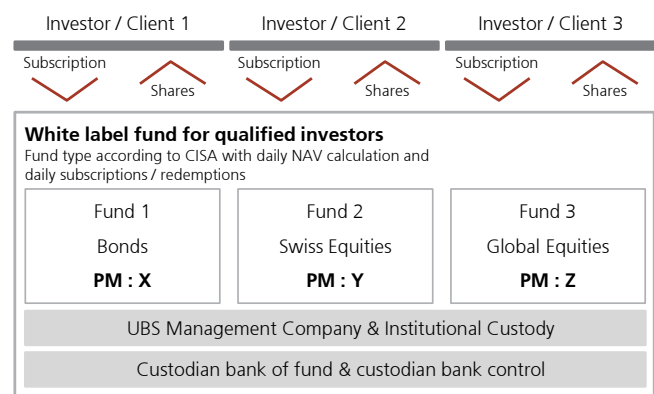 Investor / Client 1
Investor / Client 2
Investor / Client 3
Subscription
Shares
Subscription
Shares
Subscription
Shares
White label fund for qualified investors
Fund type according to CISA with daily NAV calculation and
daily subscriptions / redemptions
Fund 1
Bonds
PM : X
Fund 2
Swiss Equities
PM : Y
Fund 3
Global Equities
PM : Z
UBS Management Company & Institutional Custody
Custodian bank of fund & custodian bank control